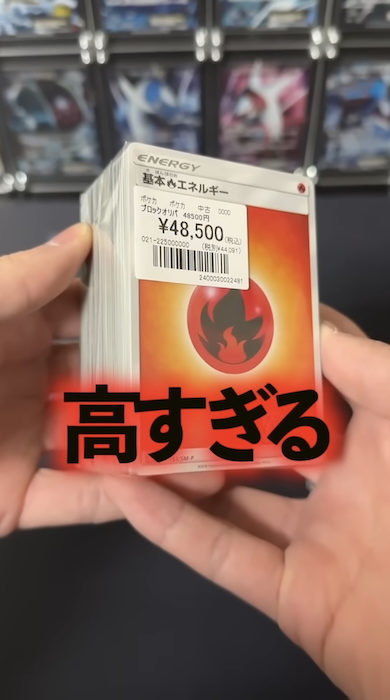 ENERGY
基本エネルギー
ポケカ ポケカ 中古 0000
ブロックオリパ 48500円
¥48,500(税込)
021-225000000 (税別¥44,091)
2400030022481
高すぎる